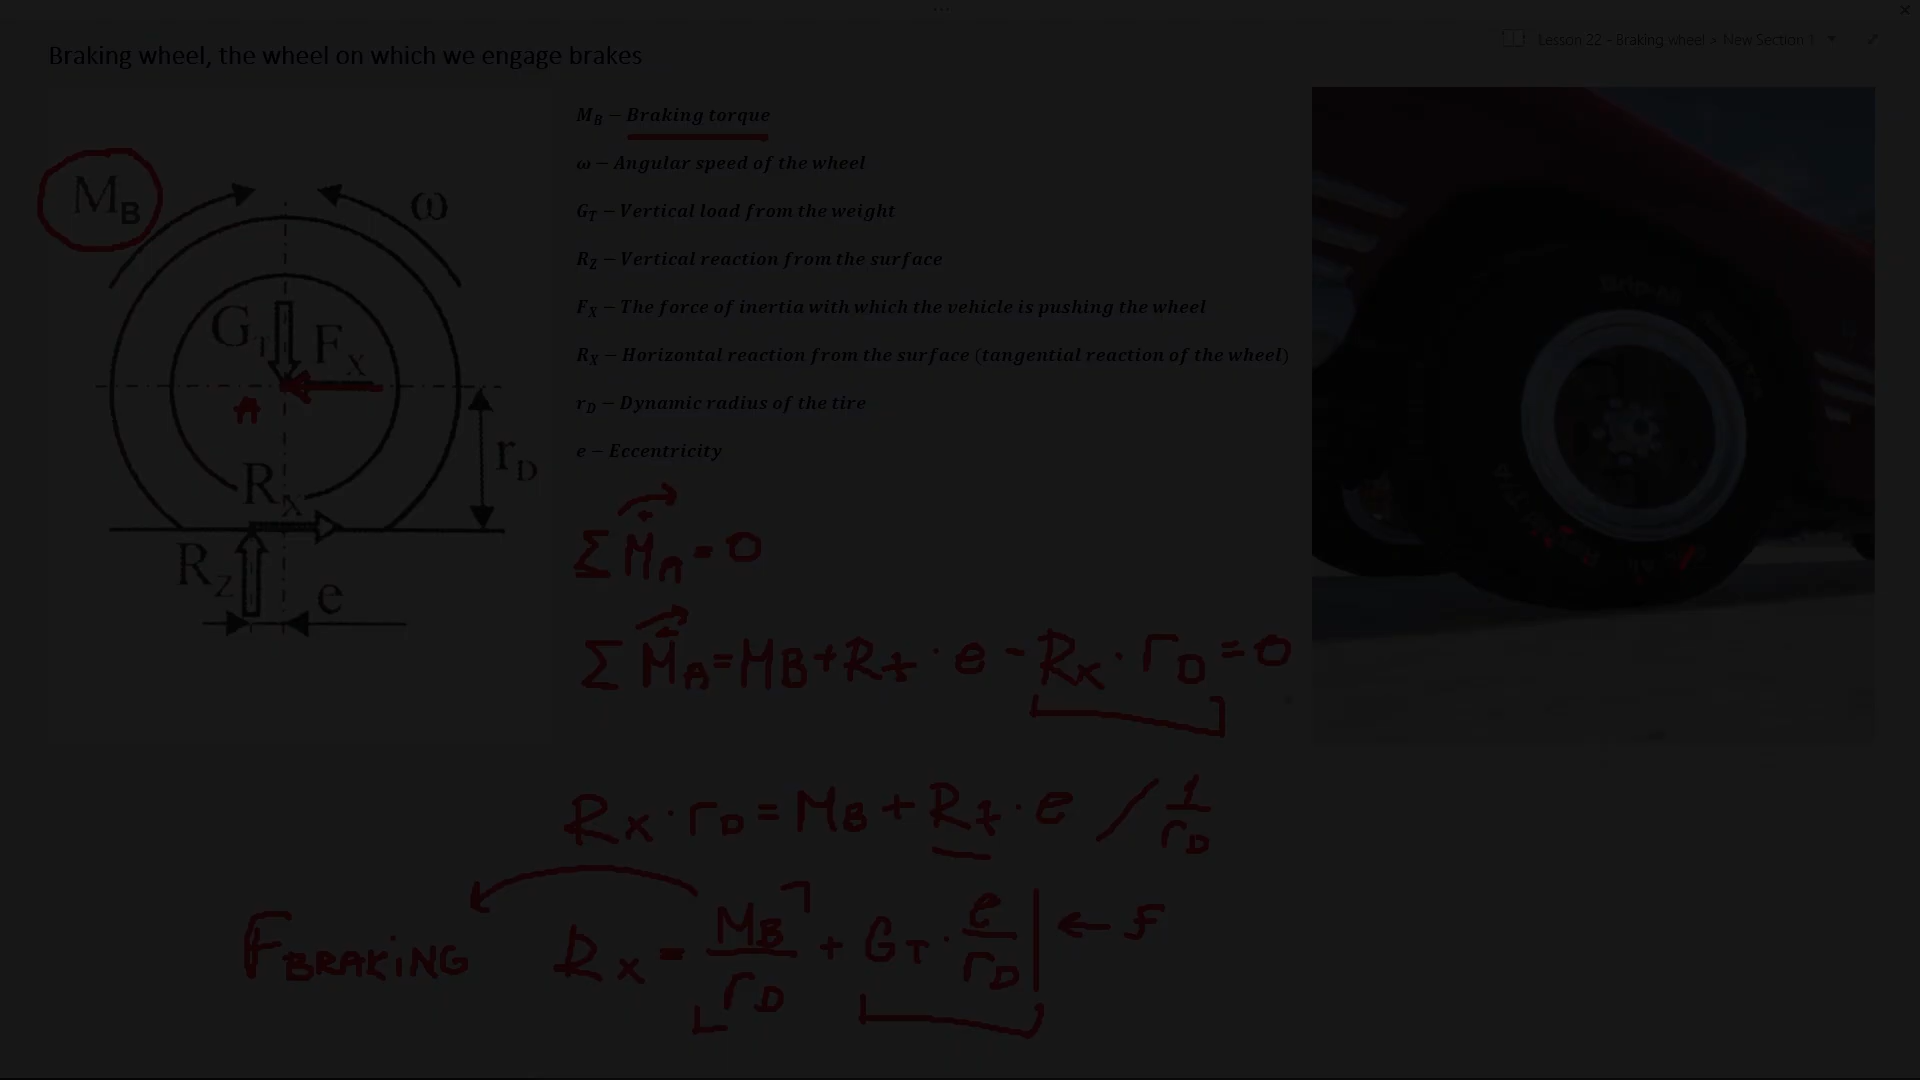 Lesson 22 - Braking wheel > New Section 1
Braking wheel, the wheel on which we engage brakes
M_B – Braking torque
ω – Angular speed of the wheel
G_T – Vertical load from the weight
R_Z – Vertical reaction from the surface
F_X – The force of inertia with which the vehicle is pushing the wheel
R_X – Horizontal reaction from the surface (tangential reaction of the wheel)
r_D – Dynamic radius of the tire
e – Eccentricity
M_B
ω
G_T F_X
A
r_D
R_X
R_Z
e
Σ M_A = 0
Σ M_A = M_B + R_z · e - R_x · r_D = 0
R_x · r_D = M_B + R_z · e / 1/r_D
F_BRAKiNG R_x = M_B/r_D + G_T · e/r_D ← f
Radial T/A